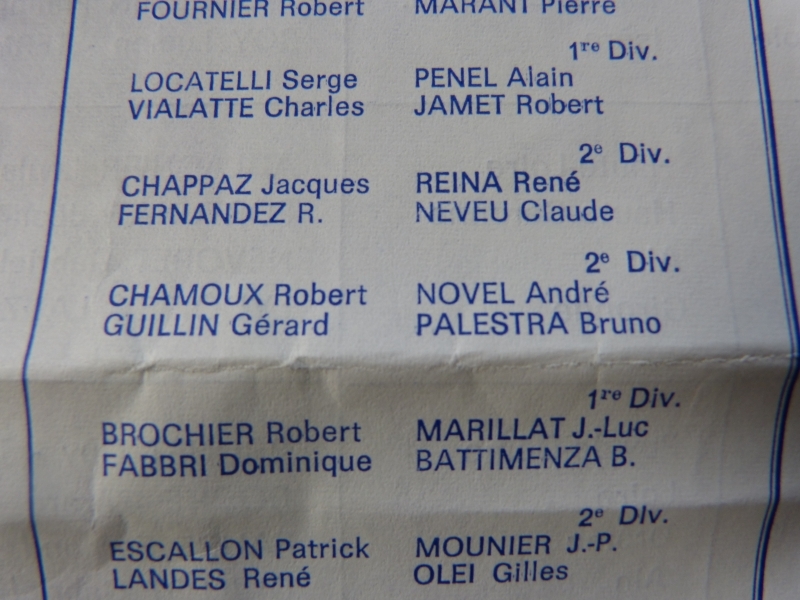 FOURNIER Robert MARANT Pierre
1re Div.
LOCATELLI Serge PENEL Alain
VIALATTE Charles JAMET Robert
2e Div.
CHAPPAZ Jacques REINA René
FERNANDEZ R. NEVEU Claude
2e Div.
CHAMOUX Robert NOVEL André
GUILLIN Gérard PALESTRA Bruno
1re Div.
BROCHIER Robert MARILLAT J.-Luc
FABBRI Dominique BATTIMENZA B.
2e Div.
ESCALLON Patrick MOUNIER J.-P.
LANDES René OLEI Gilles